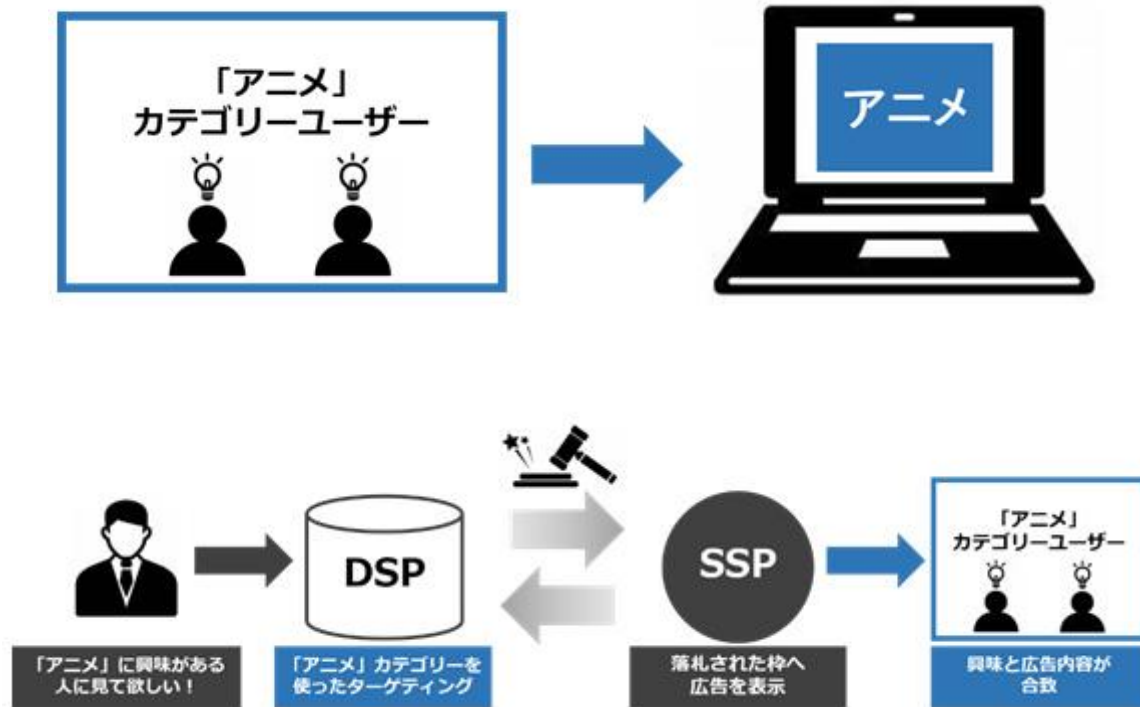 「アニメ」
カテゴリーユーザー
アニメ
DSP
SSP
「アニメ」
カテゴリーユーザー
「アニメ」に興味がある
人に見て欲しい！
「アニメ」カテゴリーを
使ったターゲティング
落札された枠へ
広告を表示
興味と広告内容が
合致